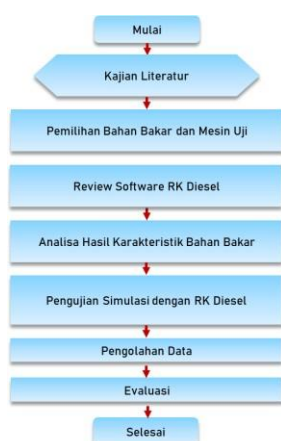 Mulai
Kajian Literatur
Pemilihan Bahan Bakar dan Mesin Uji
Review Software RK Diesel
Analisa Hasil Karakteristik Bahan Bakar
Pengujian Simulasi dengan RK Diesel
Pengolahan Data
Evaluasi
Selesai